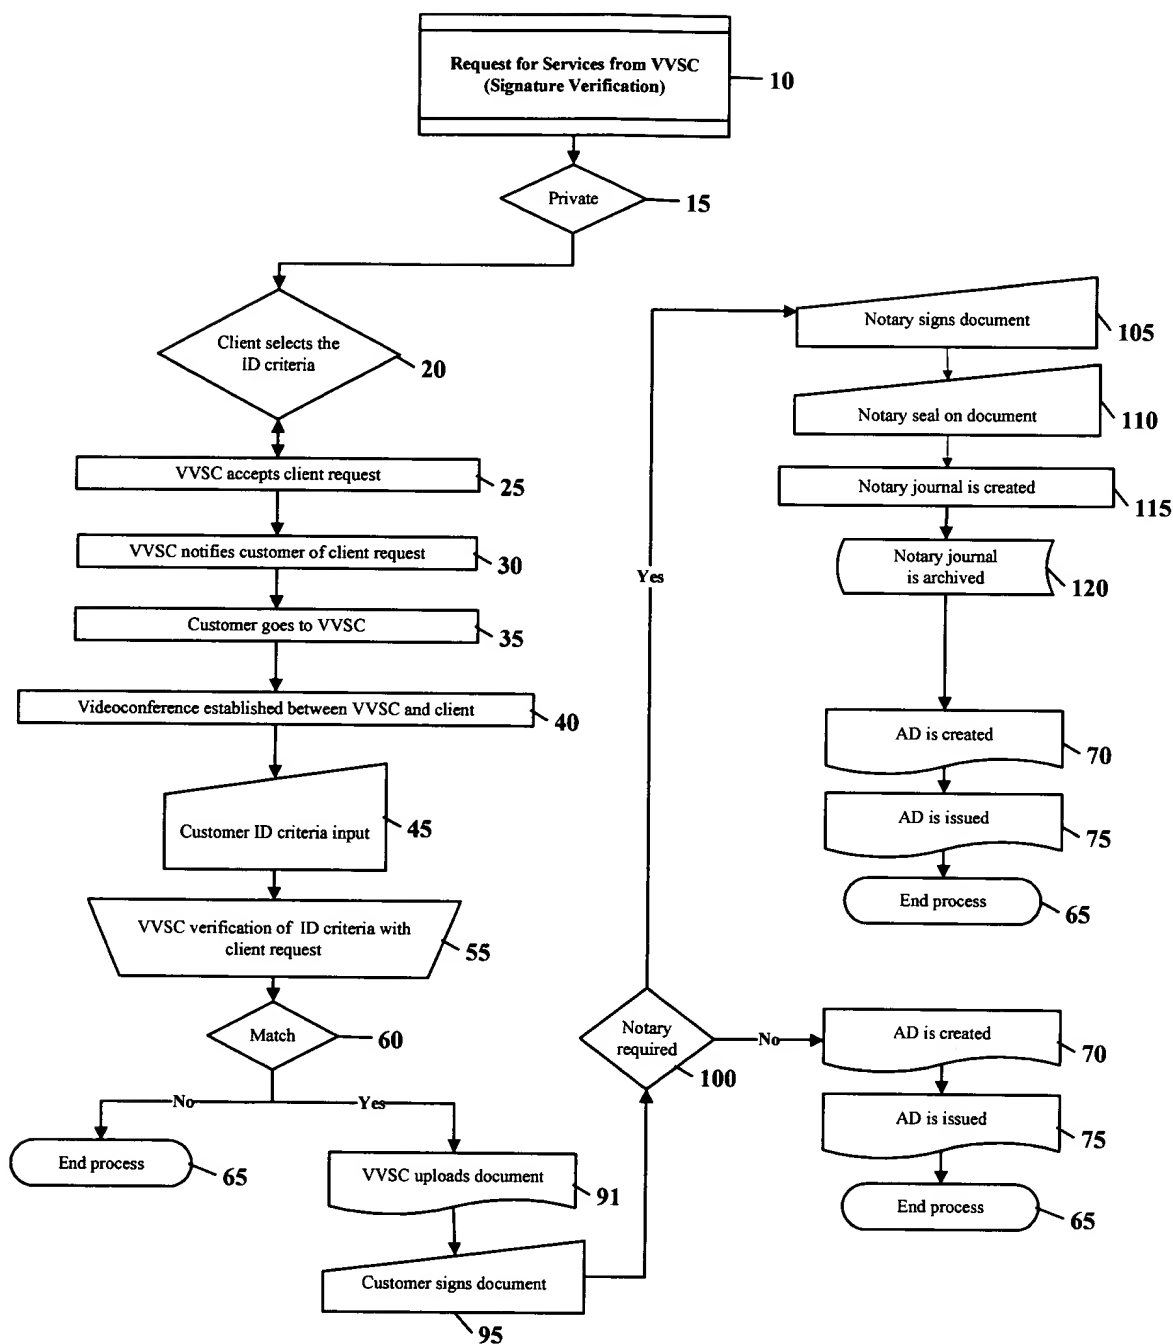 Request for Services from VVSC
(Signature Verification)
10
Private
15
Client selects the
ID criteria
20
VVSC accepts client request
25
VVSC notifies customer of client request
30
Customer goes to VVSC
35
Videoconference established between VVSC and client
40
Customer ID criteria input
45
VVSC verification of ID criteria with
client request
55
Match
60
No
Yes
End process
65
VVSC uploads document
91
Customer signs document
95
Notary
required
100
Yes
No
Notary signs document
105
Notary seal on document
110
Notary journal is created
115
Notary journal
is archived
120
AD is created
70
AD is issued
75
End process
65
AD is created
70
AD is issued
75
End process
65